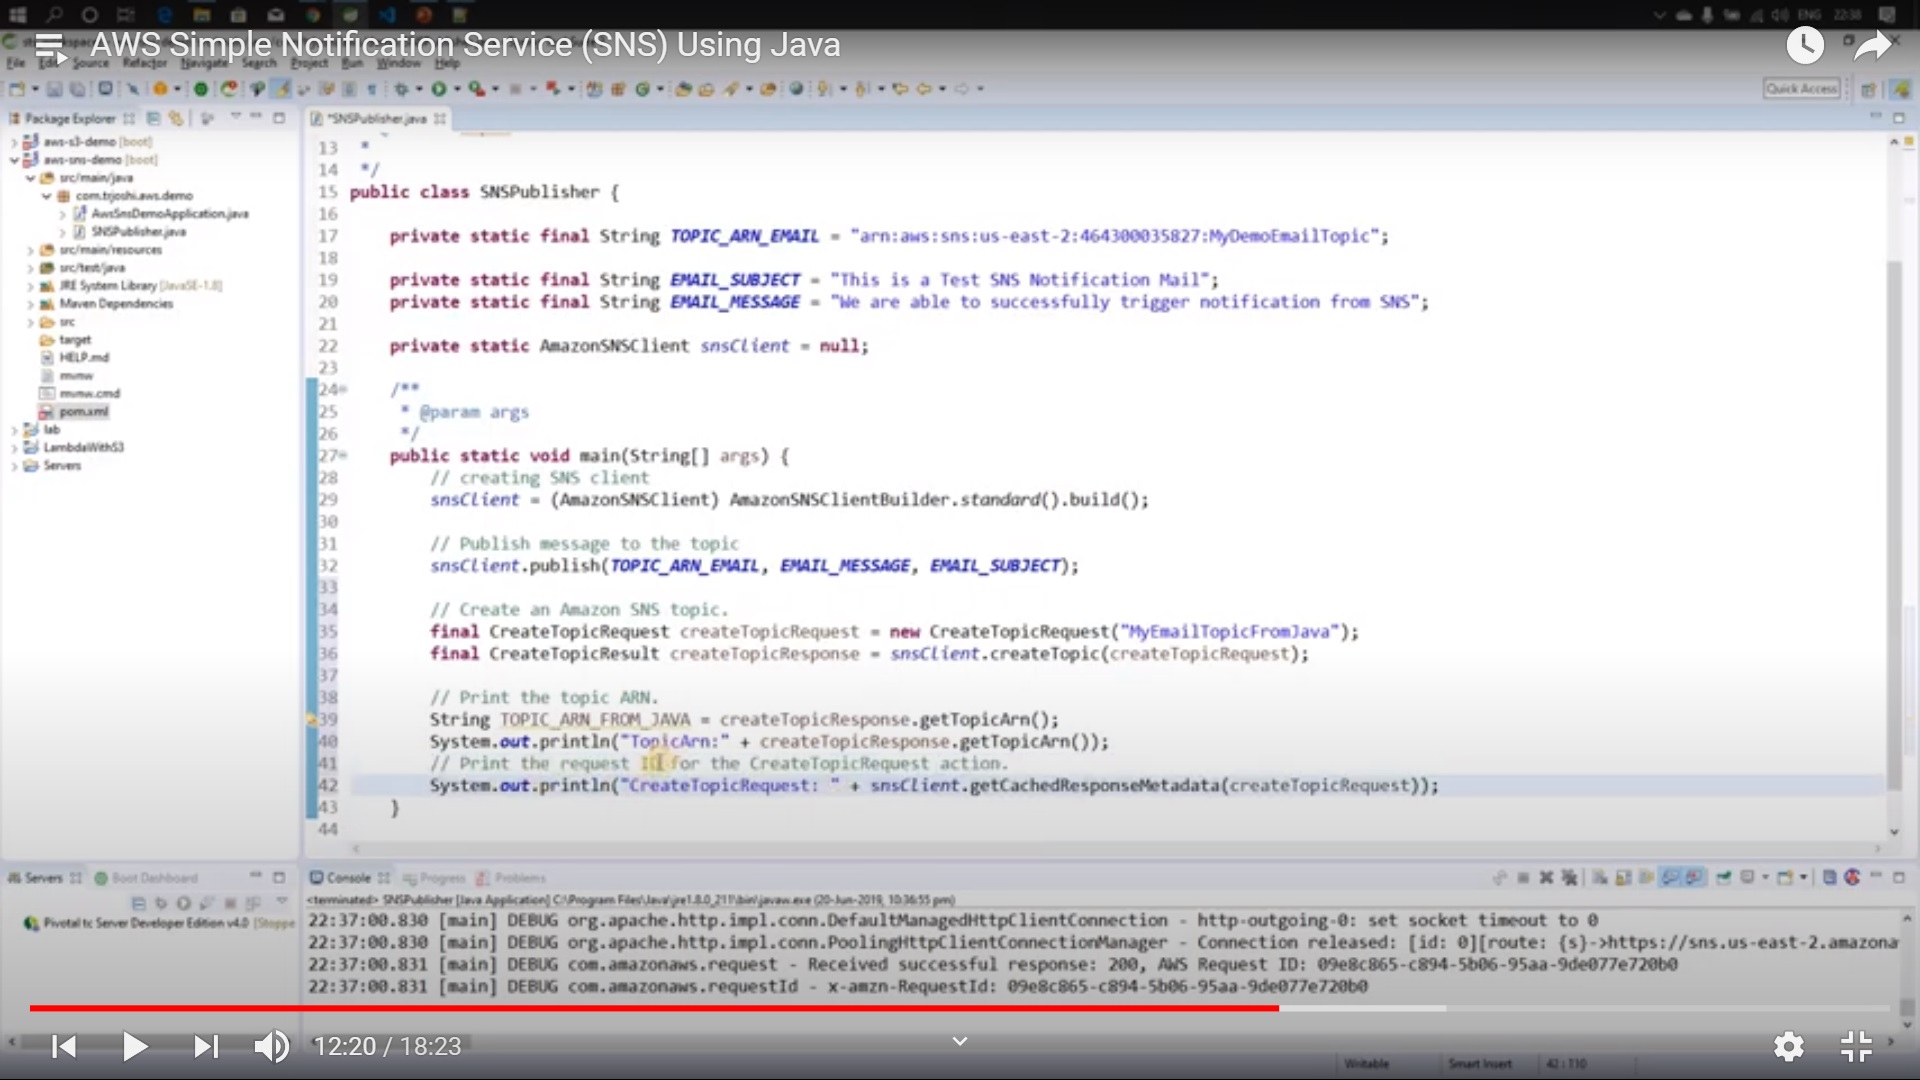 ENG 22:38
AWS Simple Notification Service (SNS) Using Java
File Edit Source Refactor Navigate Search Project Run Window Help
Quick Access
Package Explorer
*SNSPublisher.java
aws-s3-demo [boot]
aws-sns-demo [boot]
src/main/java
com.trjoshi.aws.demo
AwsSnsDemoApplication.java
SNSPublisher.java
src/main/resources
src/test/java
JRE System Library [JavaSE-1.8]
Maven Dependencies
src
target
HELP.md
mvnw
mvnw.cmd
pom.xml
lab
LambdaWithS3
Servers
13 *
14 */
15 public class SNSPublisher {
16
17 private static final String TOPIC_ARN_EMAIL = "arn:aws:sns:us-east-2:464300035827:MyDemoEmailTopic";
18
19 private static final String EMAIL_SUBJECT = "This is a Test SNS Notification Mail";
20 private static final String EMAIL_MESSAGE = "We are able to successfully trigger notification from SNS";
21
22 private static AmazonSNSClient snsClient = null;
23
24 /**
25 * @param args
26 */
27 public static void main(String[] args) {
28 // creating SNS client
29 snsClient = (AmazonSNSClient) AmazonSNSClientBuilder.standard().build();
30
31 // Publish message to the topic
32 snsClient.publish(TOPIC_ARN_EMAIL, EMAIL_MESSAGE, EMAIL_SUBJECT);
33
34 // Create an Amazon SNS topic.
35 final CreateTopicRequest createTopicRequest = new CreateTopicRequest("MyEmailTopicFromJava");
36 final CreateTopicResult createTopicResponse = snsClient.createTopic(createTopicRequest);
37
38 // Print the topic ARN.
39 String TOPIC_ARN_FROM_JAVA = createTopicResponse.getTopicArn();
40 System.out.println("TopicArn:" + createTopicResponse.getTopicArn());
41 // Print the request ID for the CreateTopicRequest action.
42 System.out.println("CreateTopicRequest: " + snsClient.getCachedResponseMetadata(createTopicRequest));
43 }
44
Servers Boot Dashboard
Pivotal tc Server Developer Edition v4.0 [Stoppe
Console Progress Problems
<terminated> SNSPublisher [Java Application] C:\Program Files\Java\jre1.8.0_211\bin\javaw.exe (20-Jun-2019, 10:36:55 pm)
22:37:00.830 [main] DEBUG org.apache.http.impl.conn.DefaultManagedHttpClientConnection - http-outgoing-0: set socket timeout to 0
22:37:00.830 [main] DEBUG org.apache.http.impl.conn.PoolingHttpClientConnectionManager - Connection released: [id: 0][route: {s}->https://sns.us-east-2.amazona
22:37:00.831 [main] DEBUG com.amazonaws.request - Received successful response: 200, AWS Request ID: 09e8c865-c894-5b06-95aa-9de077e720b0
22:37:00.831 [main] DEBUG com.amazonaws.requestId - x-amzn-RequestId: 09e8c865-c894-5b06-95aa-9de077e720b0
12:20 / 18:23
Writable Smart Insert 42 : 110